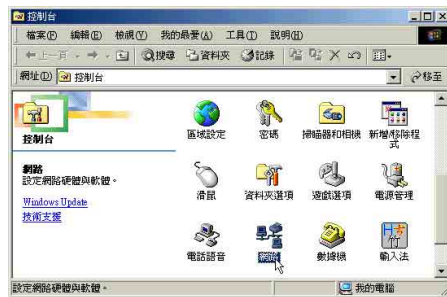 控制台
檔案(F) 編輯(E) 檢視(V) 我的最愛(A) 工具(T) 說明(H)
上一頁 搜尋 資料夾 記錄
網址(D) 控制台 移至
控制台
網路
設定網路硬體與軟體。
Windows Update
技術支援
區域設定 密碼 掃描器和相機 新增/移除程式
滑鼠 資料夾選項 遊戲選項 電源管理
電話語音 網路 數據機 輸入法
設定網路硬體與軟體。 我的電腦